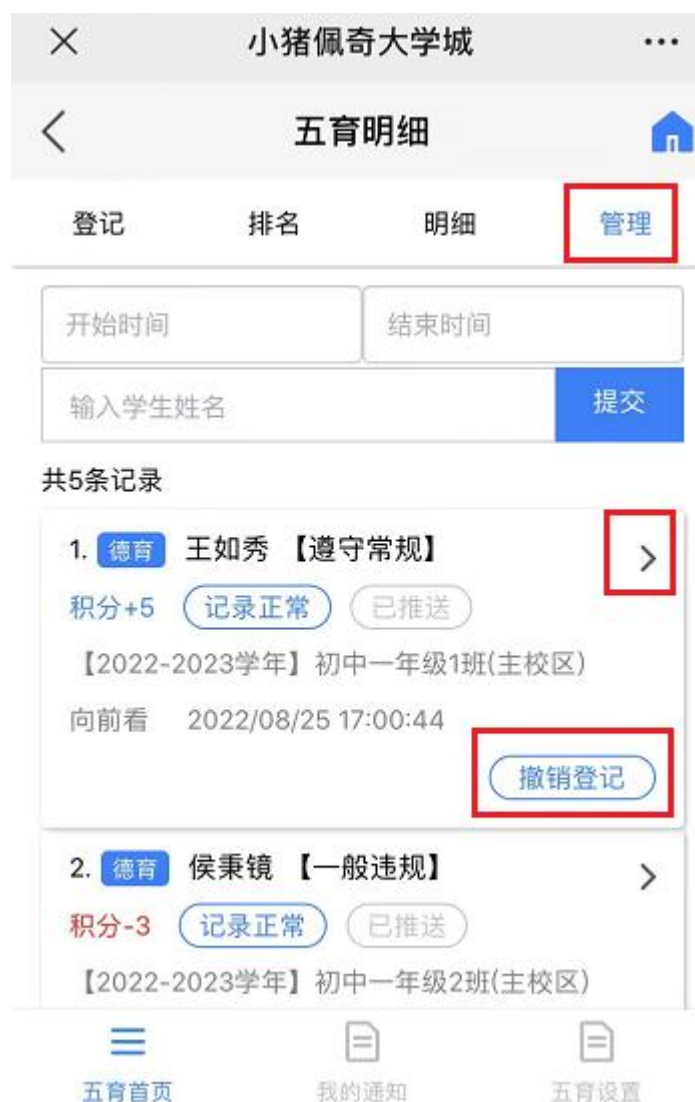 小猪佩奇大学城
五育明细
登记 排名 明细 管理
开始时间 结束时间
输入学生姓名 提交
共5条记录
1. 德育 王如秀 【遵守常规】
积分+5 记录正常 已推送
【2022-2023学年】初中一年级1班(主校区)
向前看 2022/08/25 17:00:44
撤销登记
2. 德育 侯秉镜 【一般违规】
积分-3 记录正常 已推送
【2022-2023学年】初中一年级2班(主校区)
五育首页 我的通知 五育设置